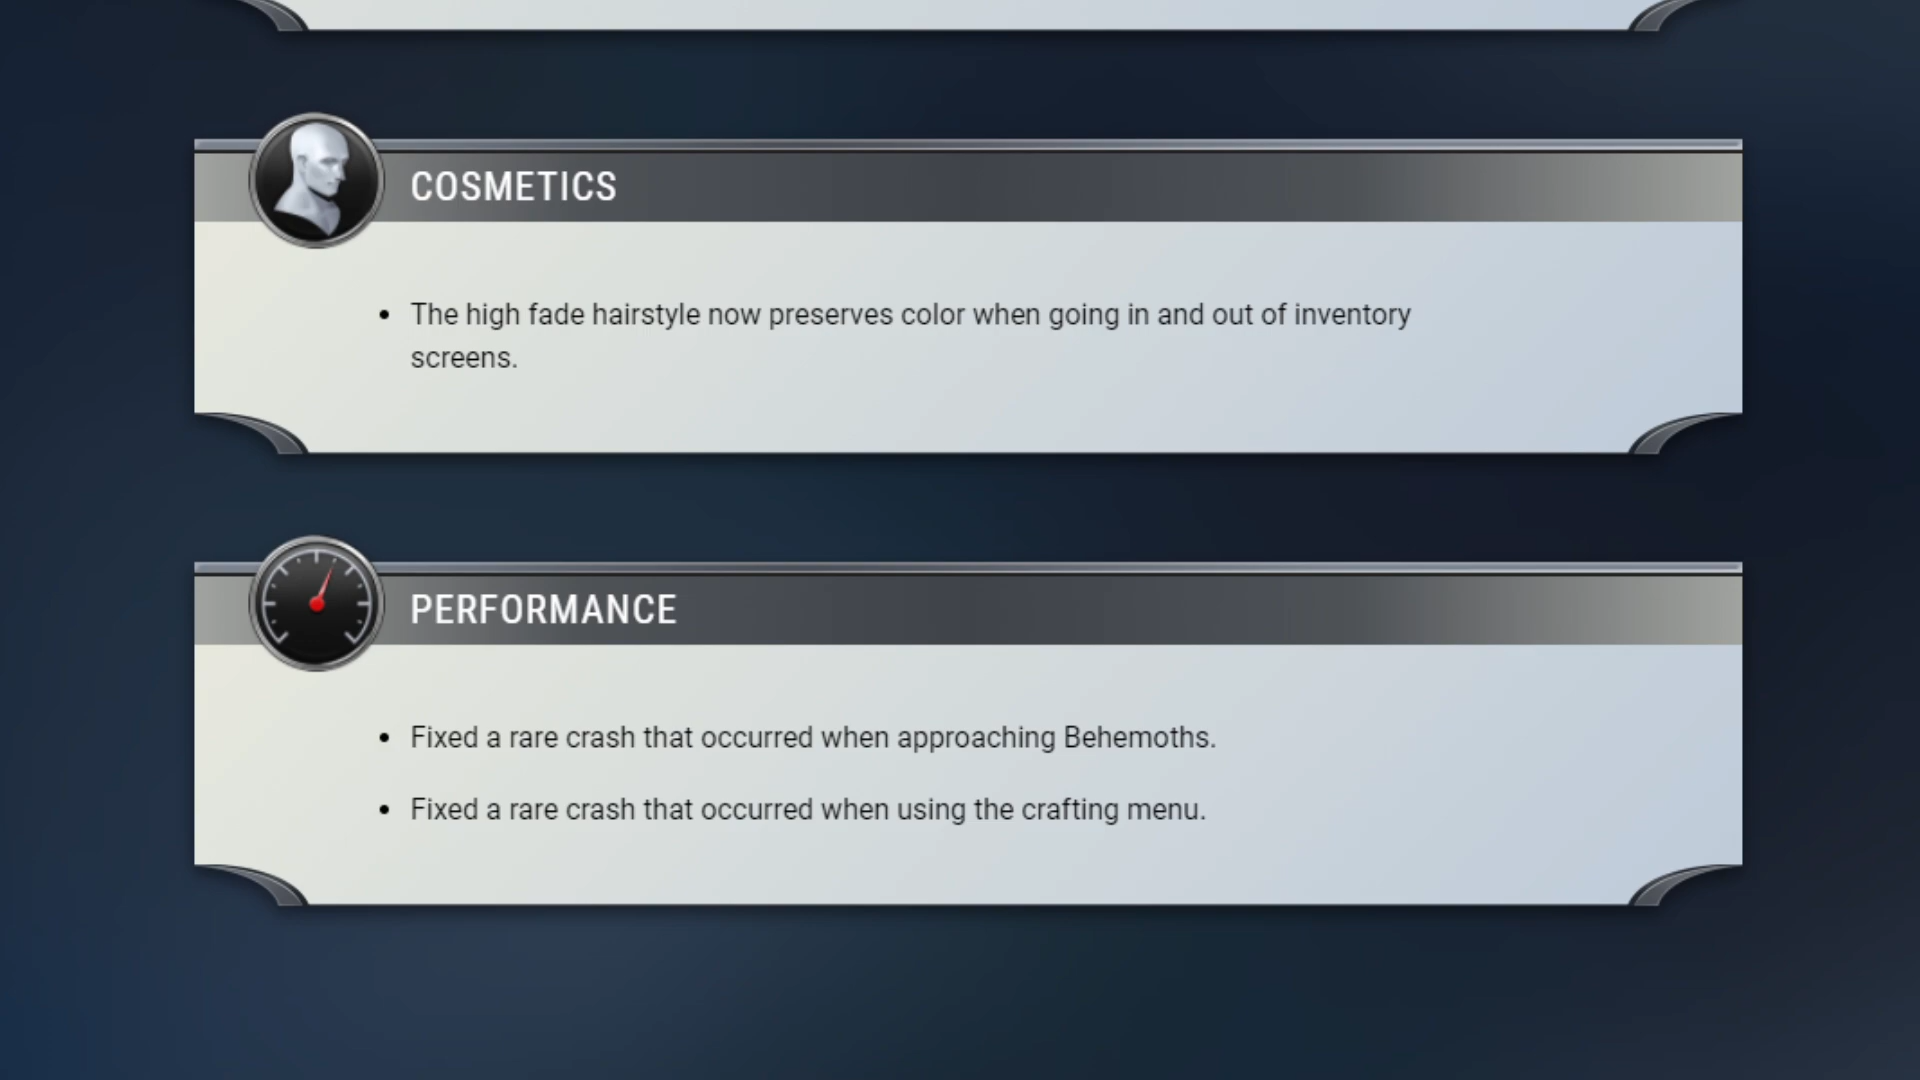 COSMETICS
• The high fade hairstyle now preserves color when going in and out of inventory
screens.
PERFORMANCE
• Fixed a rare crash that occurred when approaching Behemoths.
• Fixed a rare crash that occurred when using the crafting menu.